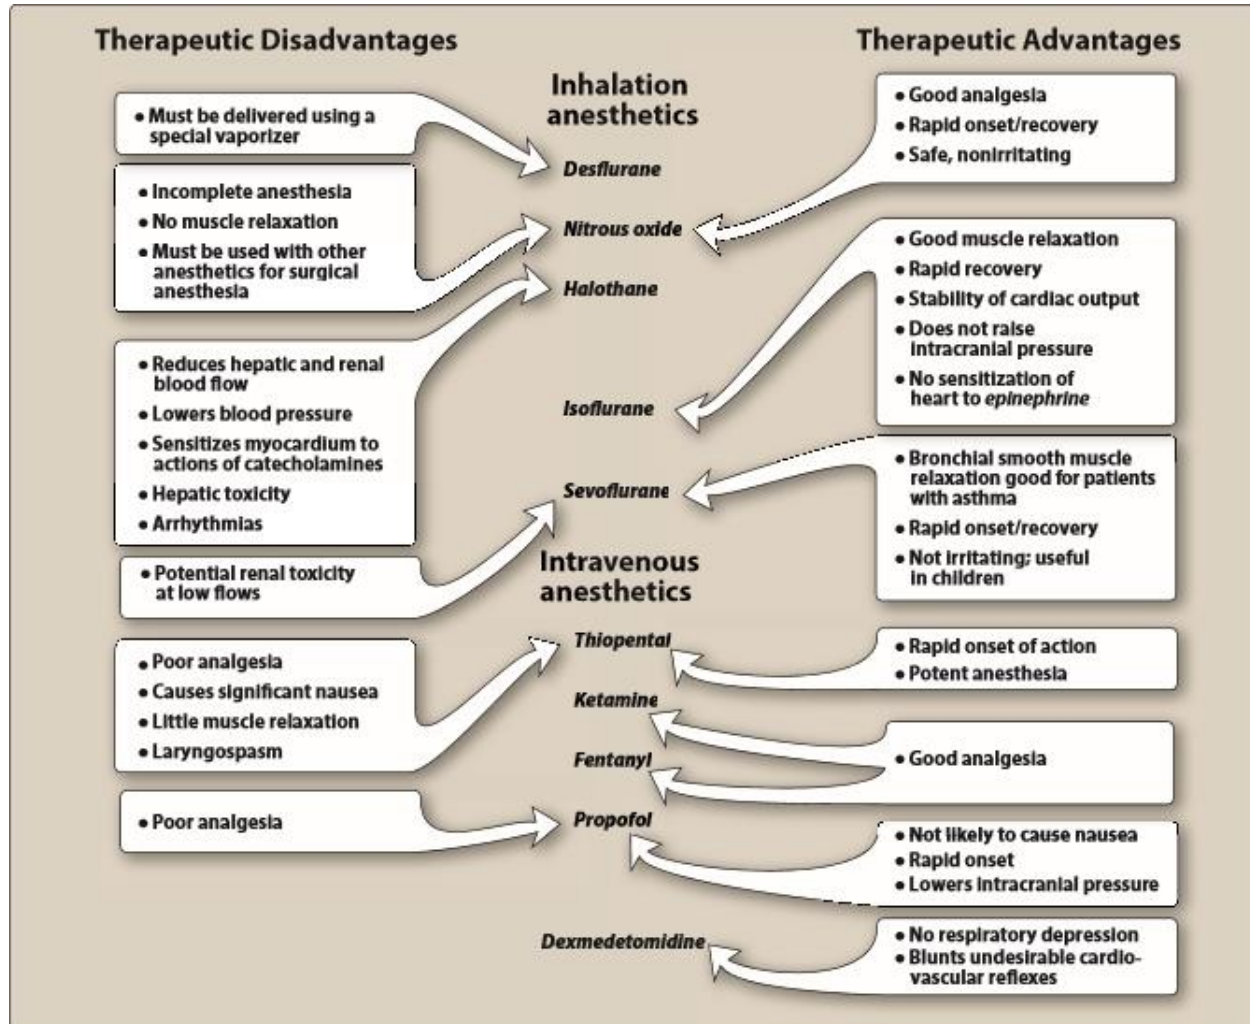 Therapeutic Disadvantages
Therapeutic Advantages
Inhalation
anesthetics
• Must be delivered using a
special vaporizer
• Incomplete anesthesia
• No muscle relaxation
• Must be used with other
anesthetics for surgical
anesthesia
• Reduces hepatic and renal
blood flow
• Lowers blood pressure
• Sensitizes myocardium to
actions of catecholamines
• Hepatic toxicity
• Arrhythmias
• Potential renal toxicity
at low flows
• Poor analgesia
• Causes significant nausea
• Little muscle relaxation
• Laryngospasm
• Poor analgesia
Desflurane
Nitrous oxide
Halothane
Isoflurane
Sevoflurane
Intravenous
anesthetics
Thiopental
Ketamine
Fentanyl
Propofol
Dexmedetomidine
• Good analgesia
• Rapid onset/recovery
• Safe, nonirritating
• Good muscle relaxation
• Rapid recovery
• Stability of cardiac output
• Does not raise
intracranial pressure
• No sensitization of
heart to epinephrine
• Bronchial smooth muscle
relaxation good for patients
with asthma
• Rapid onset/recovery
• Not irritating; useful
in children
• Rapid onset of action
• Potent anesthesia
• Good analgesia
• Not likely to cause nausea
• Rapid onset
• Lowers intracranial pressure
• No respiratory depression
• Blunts undesirable cardio-
vascular reflexes